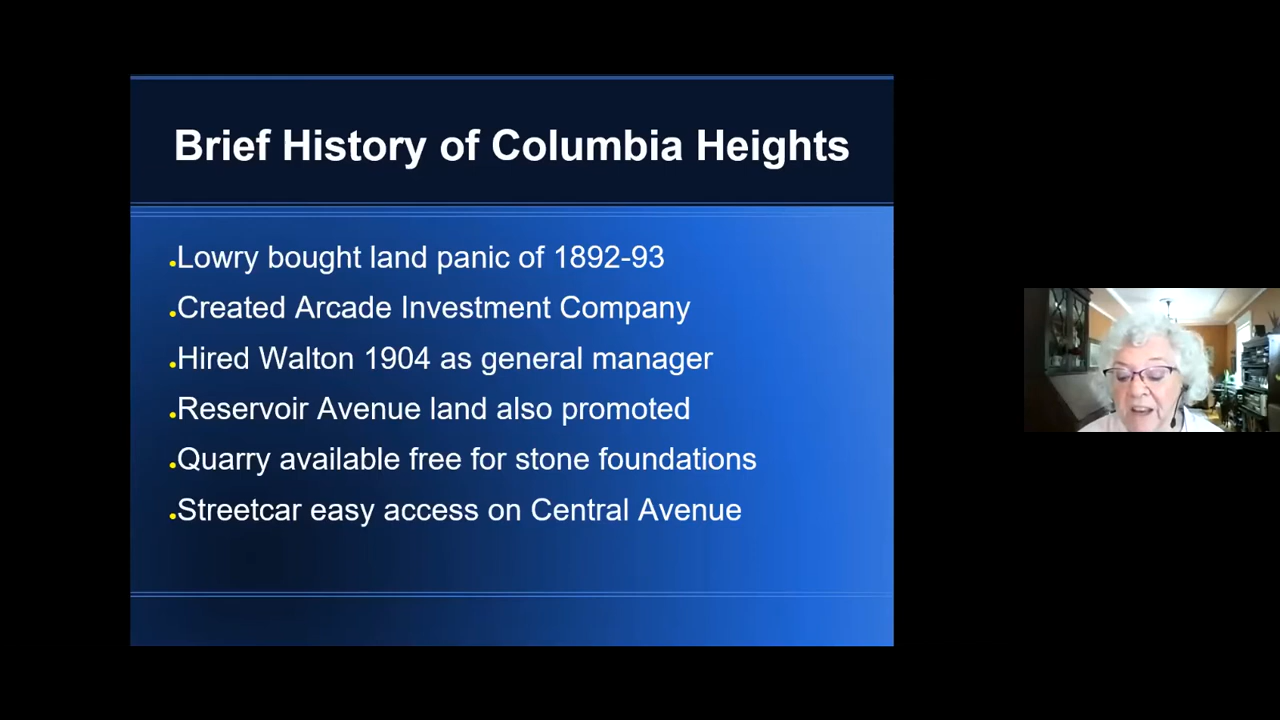 Brief History of Columbia Heights
Lowry bought land panic of 1892-93
Created Arcade Investment Company
Hired Walton 1904 as general manager
Reservoir Avenue land also promoted
Quarry available free for stone foundations
Streetcar easy access on Central Avenue